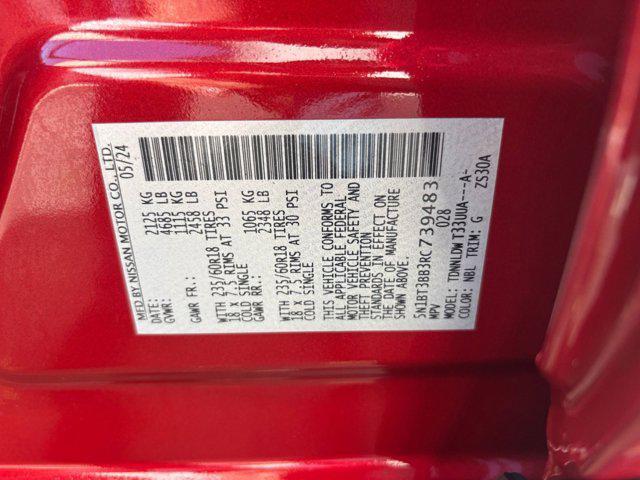 MFD BY NISSAN MOTOR CO., LTD.
DATE: 05/24
GVWR: 2125 KG
4685 LB
GAWR FR: 1115 KG
2458 LB
WITH 235/60R18 TIRES
18 x 7.5 RIMS AT 33 PSI
COLD SINGLE
GAWR RR: 1065 KG
2348 LB
WITH 235/60R18 TIRES
18 x 7.5 RIMS AT 30 PSI
COLD SINGLE
THIS VEHICLE CONFORMS TO
ALL APPLICABLE FEDERAL
MOTOR VEHICLE SAFETY AND
THEFT PREVENTION
STANDARDS IN EFFECT ON
THE DATE OF MANUFACTURE
SHOWN ABOVE.
5N1BT3BB3RC739483
MPV 028
MODEL: TDNNLDW T33UUA---A-
COLOR: NBL TRIM: G ZS30A